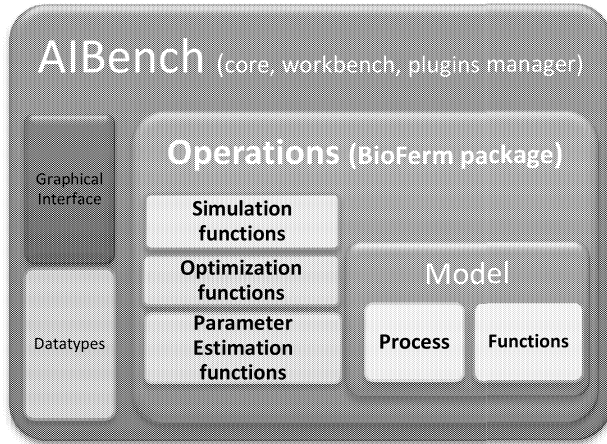 AIBench (core, workbench, plugins manager)
Graphical
Interface
Datatypes
Operations (BioFerm package)
Simulation
functions
Optimization
functions
Parameter
Estimation
functions
Model
Process
Functions